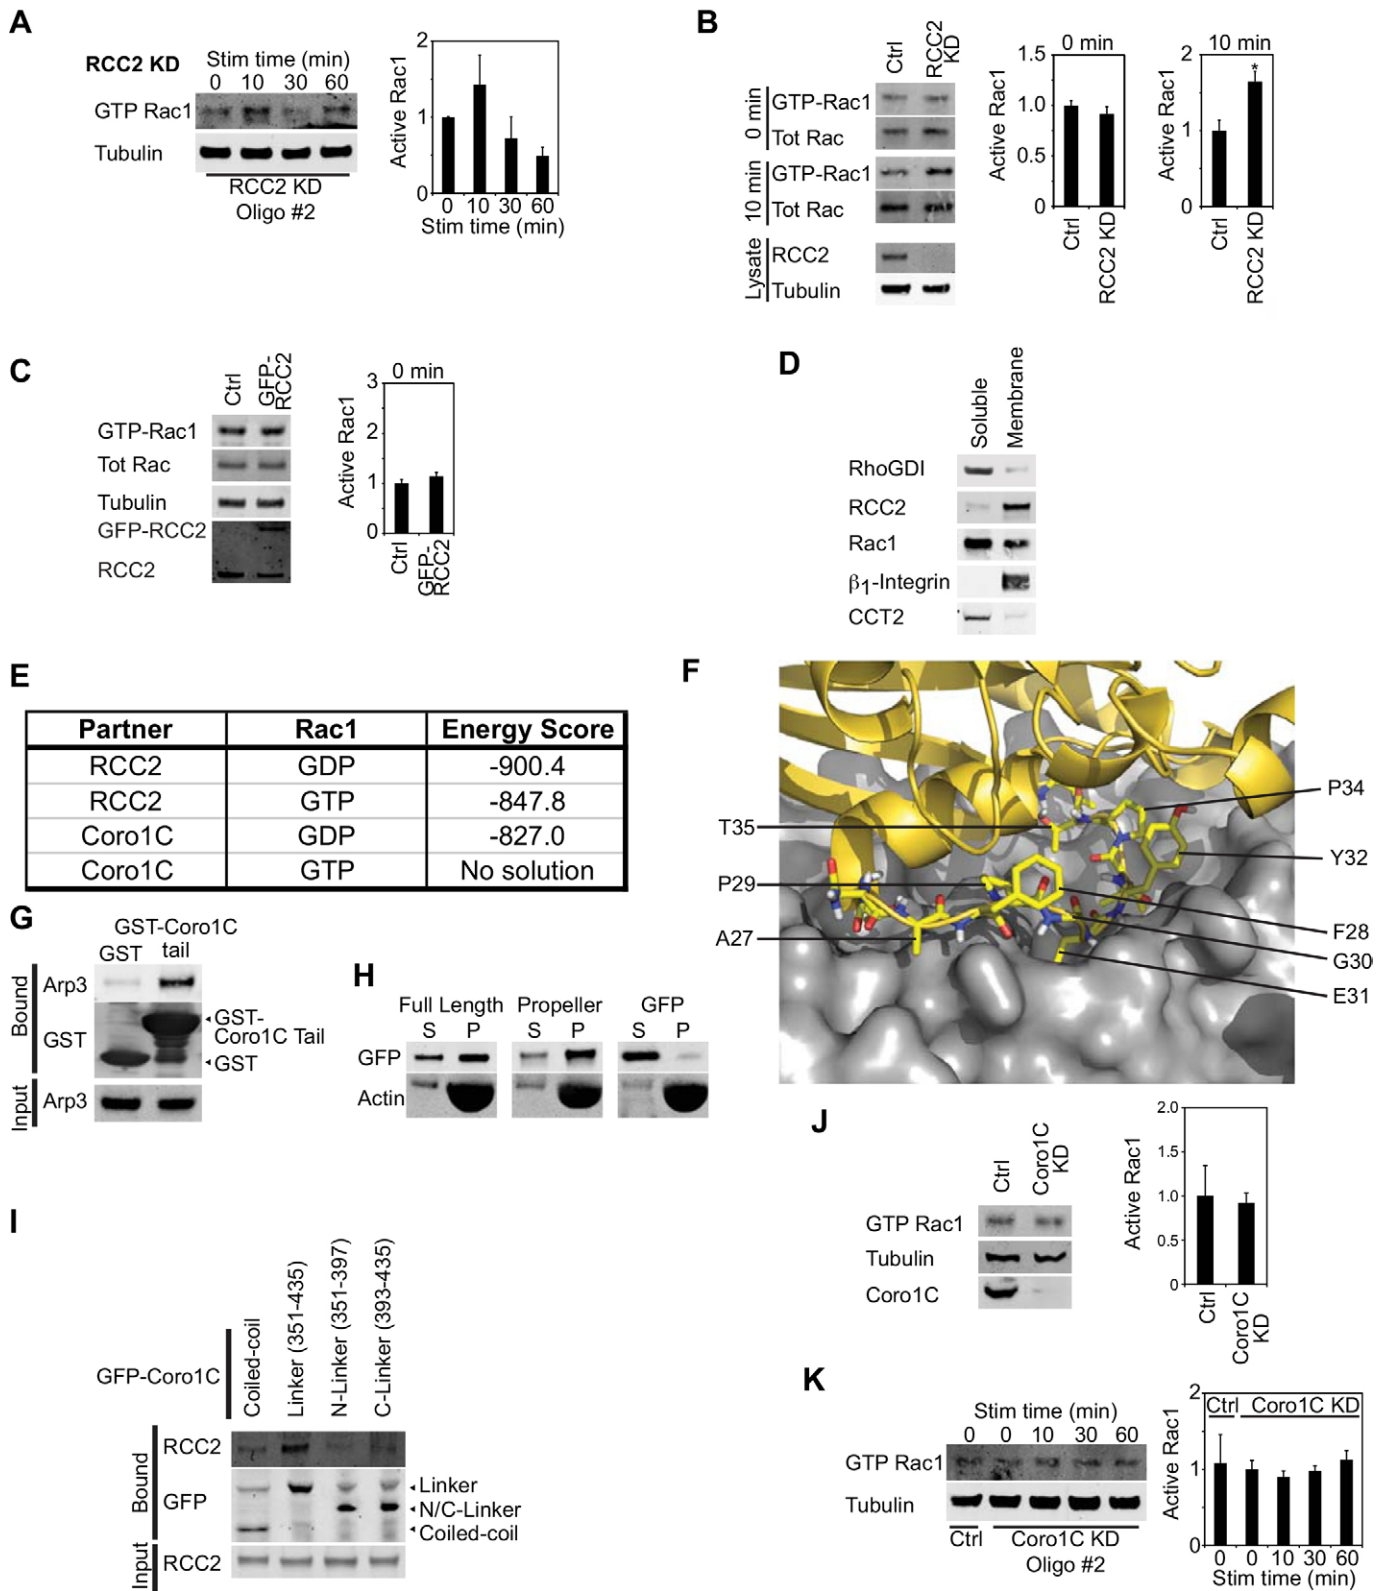 A
RCC2 KD
Stim time (min)
0 10 30 60
GTP Rac1
Tubulin
RCC2 KD
Oligo #2
Active Rac1
2
1
0
0 10 30 60
Stim time (min)
B
Ctrl
RCC2 KD
0 min
GTP-Rac1
Tot Rac
10 min
GTP-Rac1
Tot Rac
Lysate
RCC2
Tubulin
0 min
Active Rac1
1.5
1.0
0.5
0
Ctrl
RCC2 KD
10 min
Active Rac1
2
1
0
*
Ctrl
RCC2 KD
C
Ctrl
GFP-
RCC2
GTP-Rac1
Tot Rac
Tubulin
GFP-RCC2
RCC2
0 min
Active Rac1
3
2
1
0
Ctrl
GFP-
RCC2
D
Soluble
Membrane
RhoGDI
RCC2
Rac1
β1-Integrin
CCT2
E
Partner Rac1 Energy Score
RCC2 GDP -900.4
RCC2 GTP -847.8
Coro1C GDP -827.0
Coro1C GTP No solution
F
T35
P29
A27
P34
Y32
F28
G30
E31
G
GST
GST-Coro1C
tail
Bound
Arp3
GST
GST-
Coro1C Tail
GST
Input
Arp3
H
Full Length Propeller GFP
S P S P S P
GFP
Actin
I
GFP-Coro1C
Coiled-coil
Linker (351-435)
N-Linker (351-397)
C-Linker (393-435)
Bound
RCC2
GFP
Linker
N/C-Linker
Coiled-coil
Input
RCC2
J
Ctrl
Coro1C
KD
GTP Rac1
Tubulin
Coro1C
Active Rac1
2.0
1.5
1.0
0.5
0
Ctrl
Coro1C
KD
K
Stim time (min)
0 0 10 30 60
GTP Rac1
Tubulin
Ctrl Coro1C KD
Oligo #2
Active Rac1
2
1
0
Ctrl Coro1C KD
0 0 10 30 60
Stim time (min)